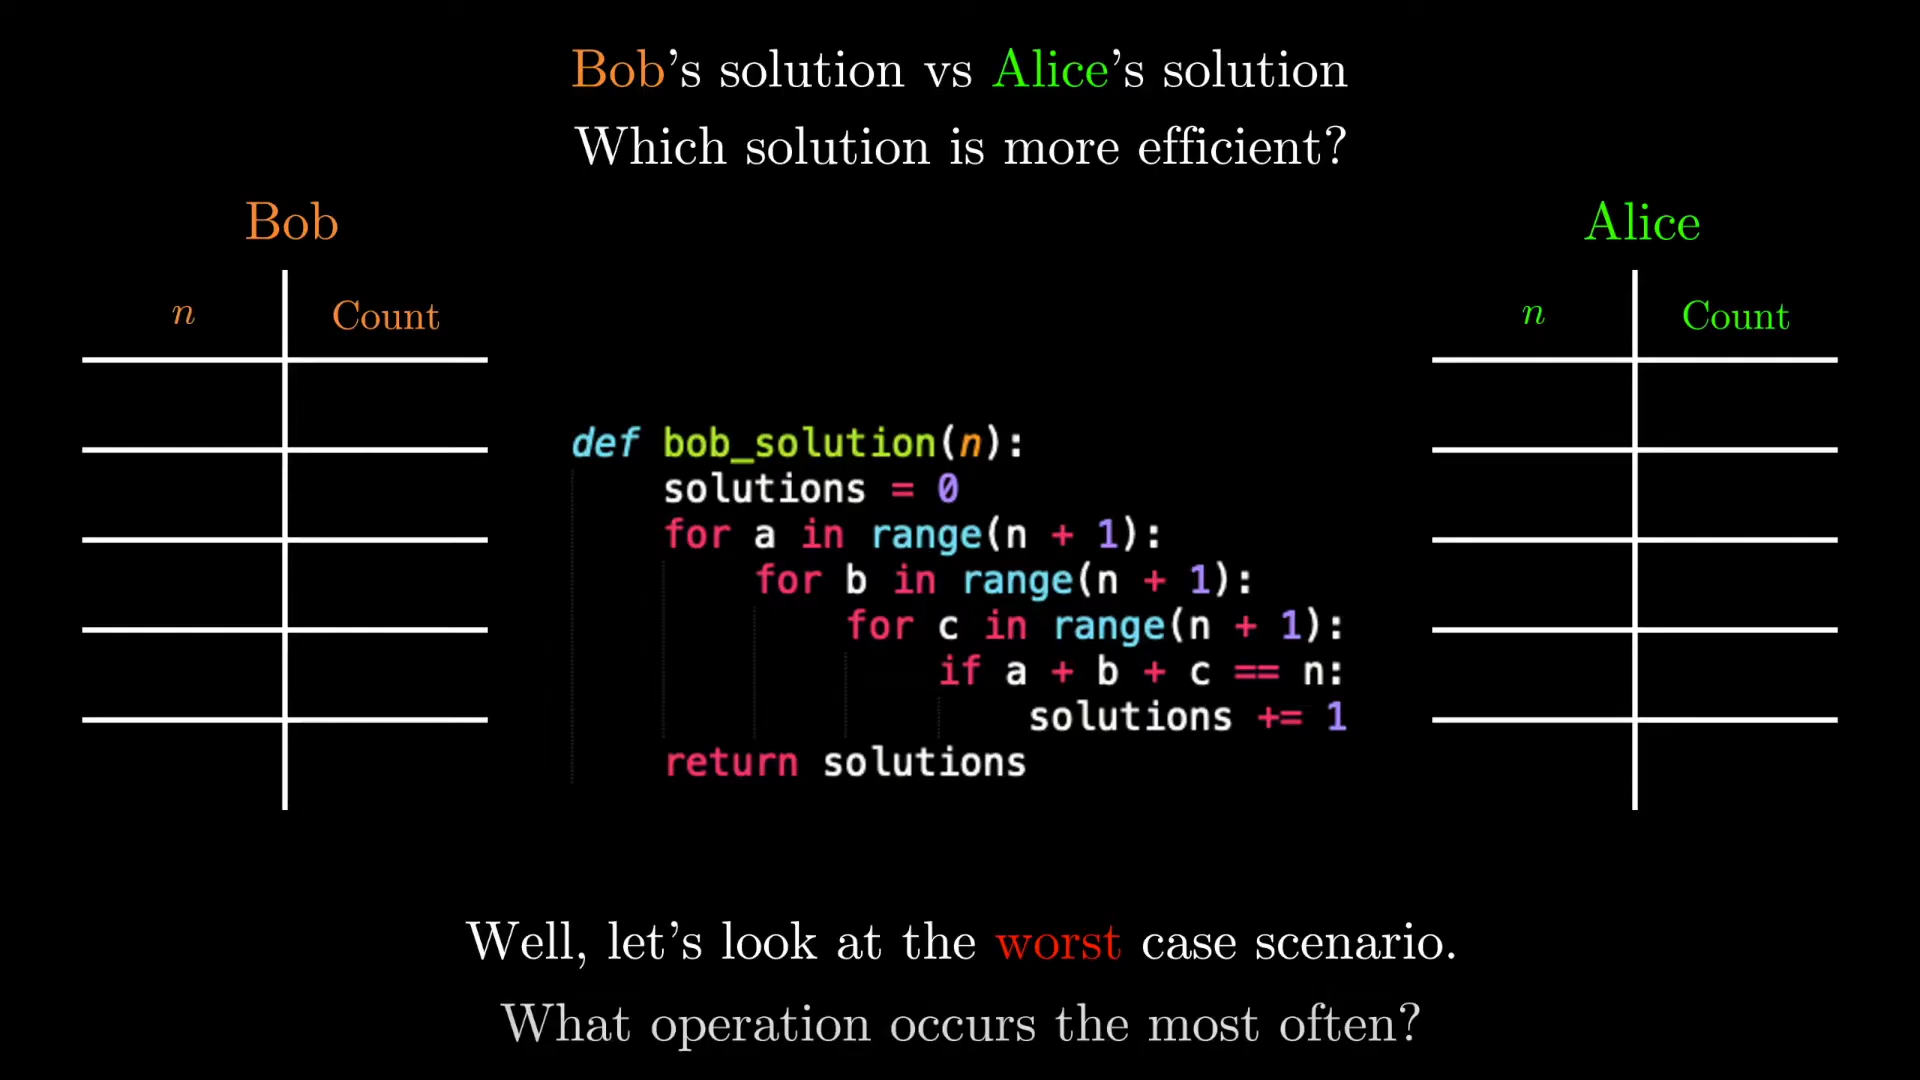 Bob's solution vs Alice's solution
Which solution is more efficient?
Bob
n Count
def bob_solution(n):
    solutions = 0
    for a in range(n + 1):
        for b in range(n + 1):
            for c in range(n + 1):
                if a + b + c == n:
                    solutions += 1
    return solutions
Alice
n Count
Well, let's look at the worst case scenario.
What operation occurs the most often?